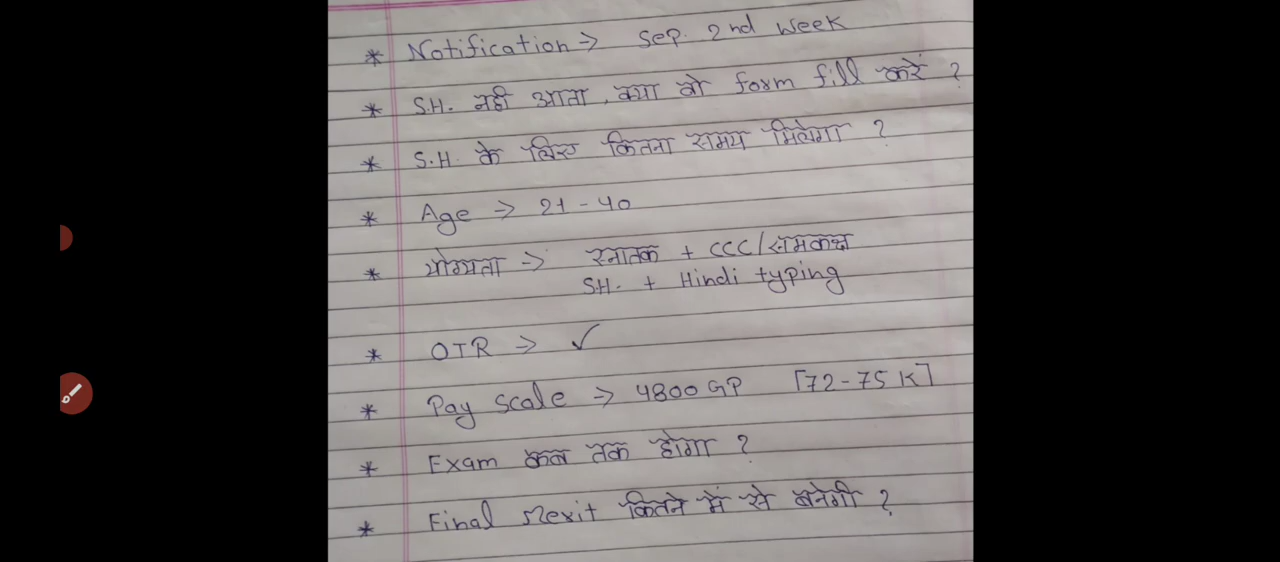 * Notification → Sep. 2nd week
* S.H. नही आता, क्या वो form fill करें ?
* S.H. के लिए कितना समय मिलेगा ?
* Age → 21 - 40
* योग्यता → स्नातक + CCC/समकक्ष
S.H. + Hindi typing
* OTR → ✓
* Pay scale → 4800 GP [72-75 K]
* Exam कब तक होगा ?
* Final Merit कितने में से बनेगी ?